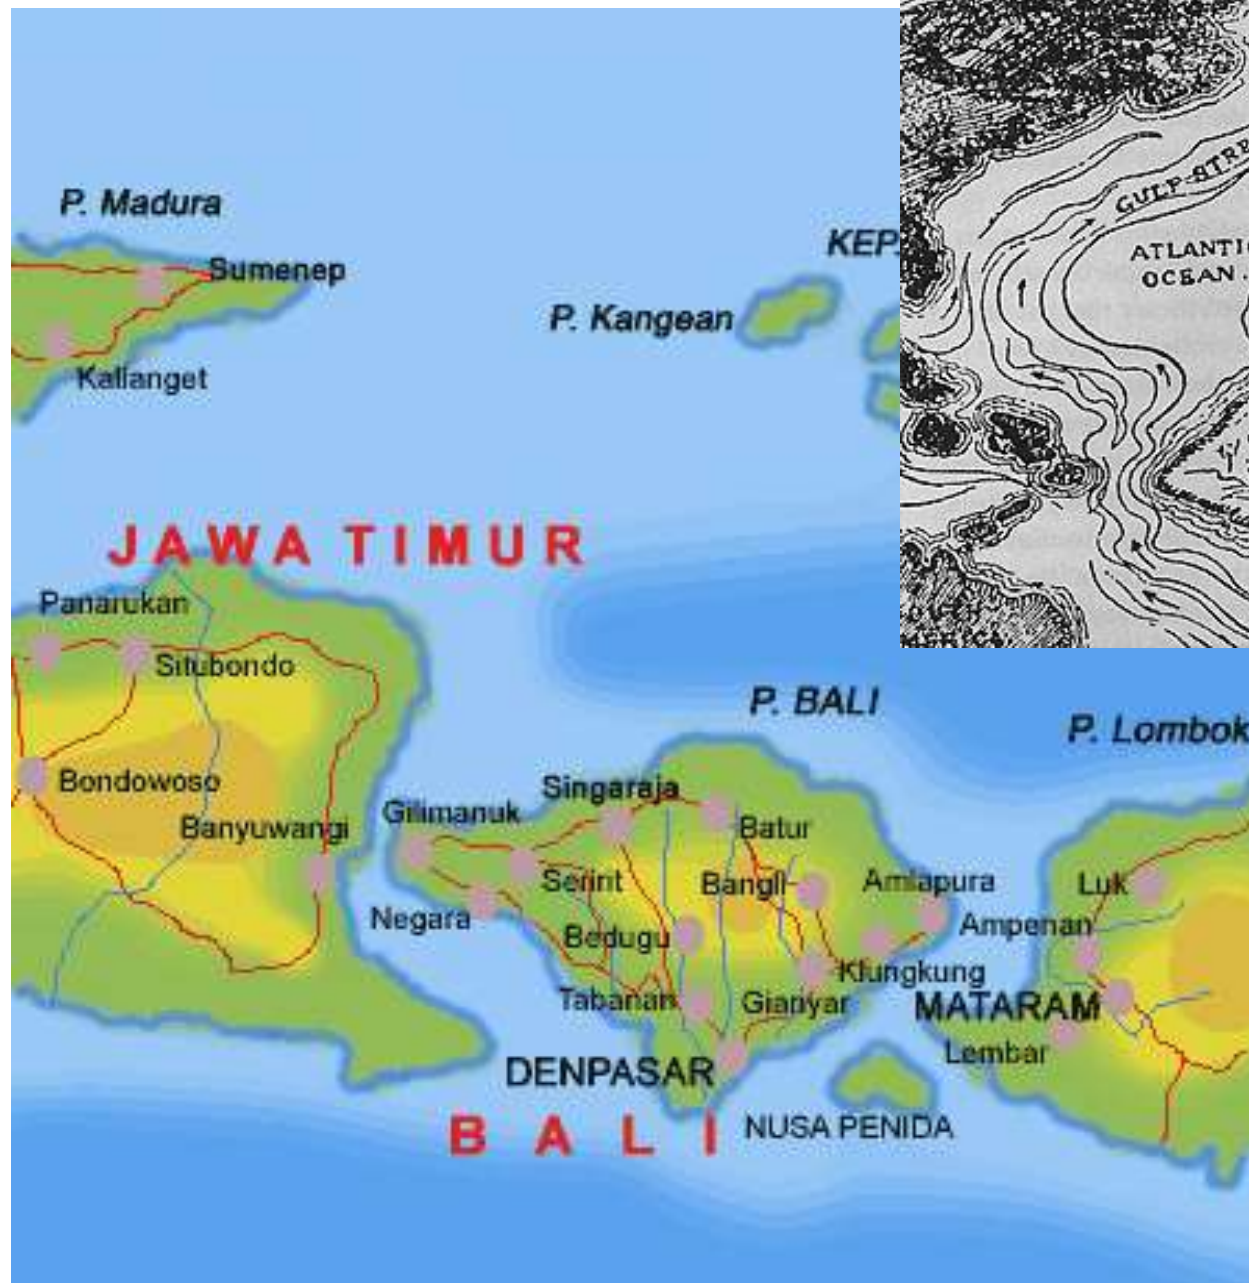 P. Madura
Sumenep
Kalianget
P. Kangean
KEP.
GULF-STRE
ATLANTI
OCEAN.
JAWA TIMUR
Panarukan
Situbondo
Bondowoso
Banyuwangi
P. BALI
P. Lombok
Singaraja
Gilimanuk
Batur
Seririt
Bangli
Amlapura
Luk
Negara
Bedugu
Ampenan
Klungkung
Tabanan
Gianyar
MATARAM
Lembar
DENPASAR
BALI
NUSA PENIDA